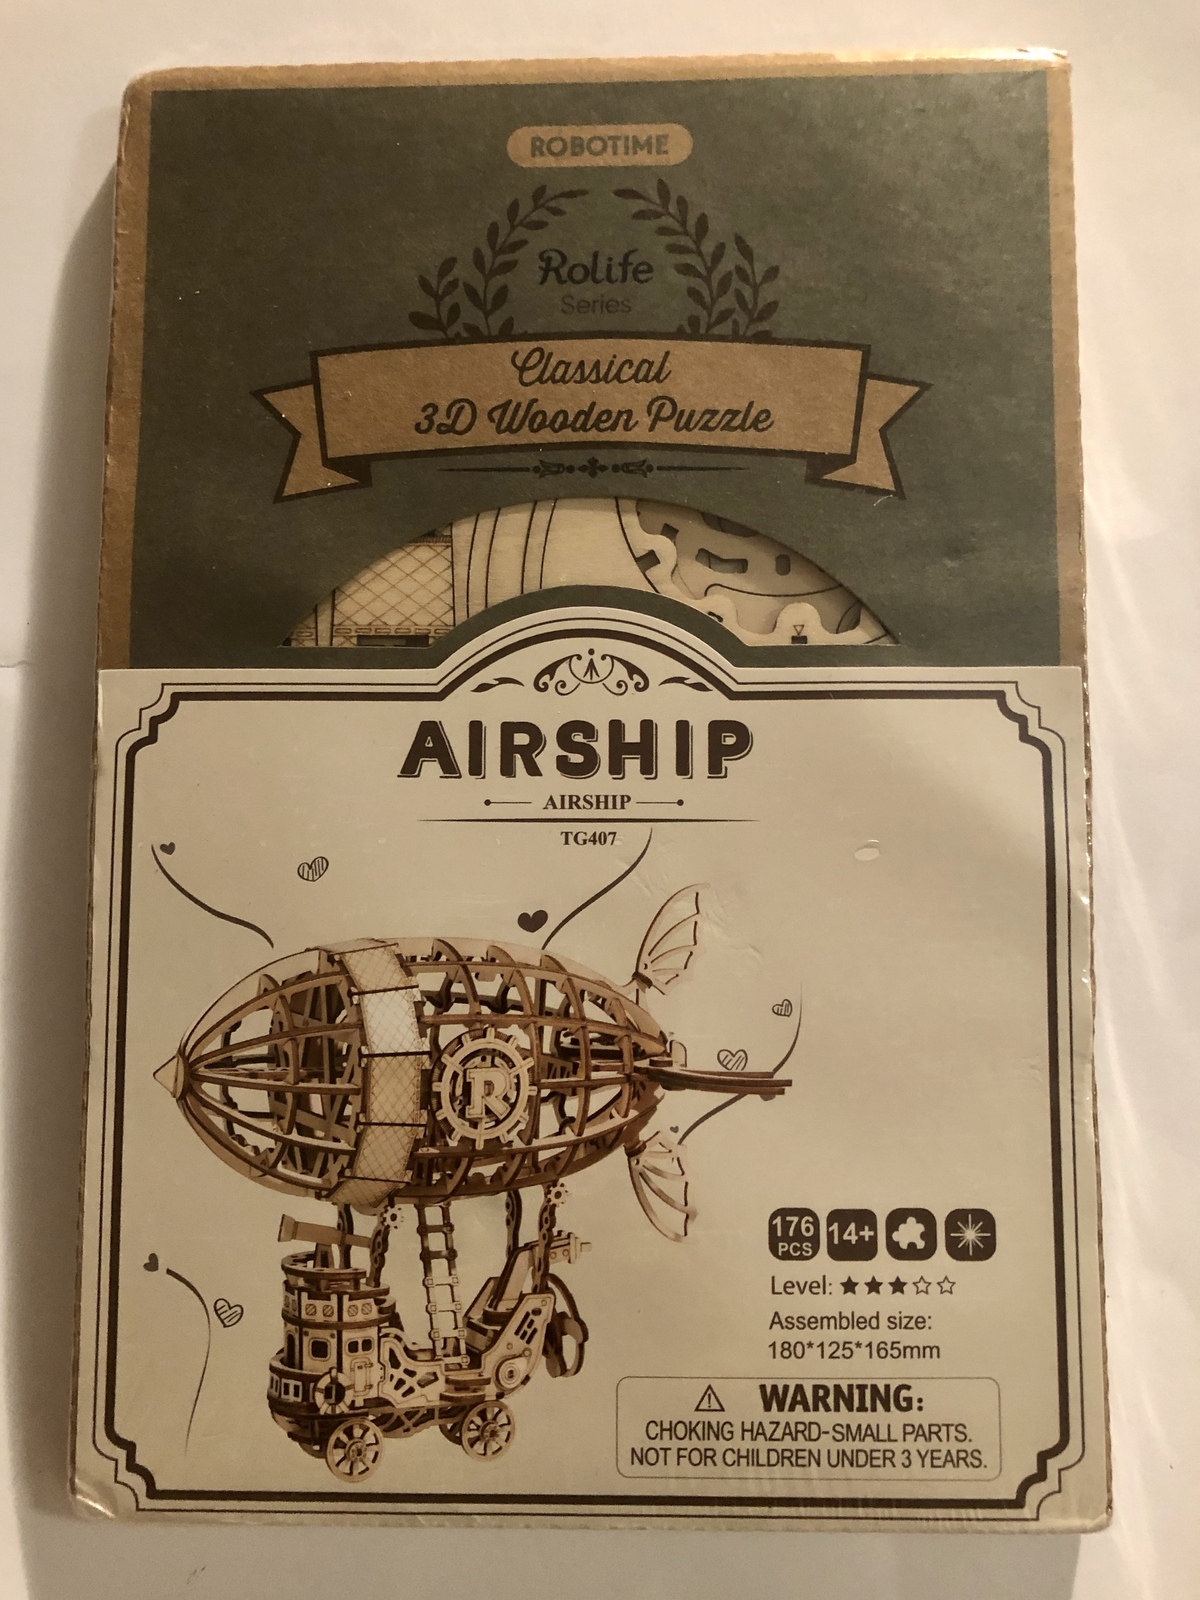 ROBOTIME
Rolife
Series
Classical
3D Wooden Puzzle
AIRSHIP
AIRSHIP
TG407
R
176
PCS
14+
Level: ★★★☆☆
Assembled size:
180*125*165mm
⚠ WARNING:
CHOKING HAZARD-SMALL PARTS.
NOT FOR CHILDREN UNDER 3 YEARS.